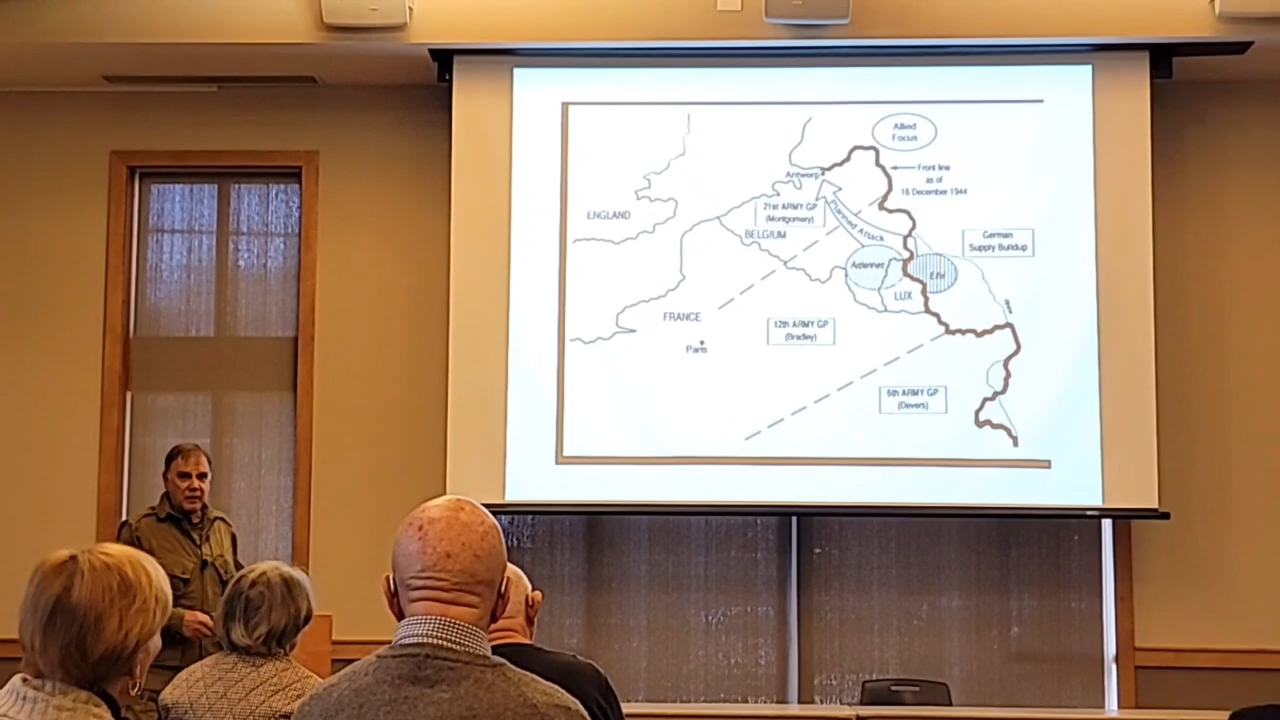 Allied
Focus
Front line
as of
16 December 1944
Antwerp
21st ARMY GP
(Montgomery)
ENGLAND
BELGIUM
Planned Attack
German
Supply Buildup
Ardennes
Eifel
LUX
FRANCE
12th ARMY GP
(Bradley)
Paris
6th ARMY GP
(Devers)